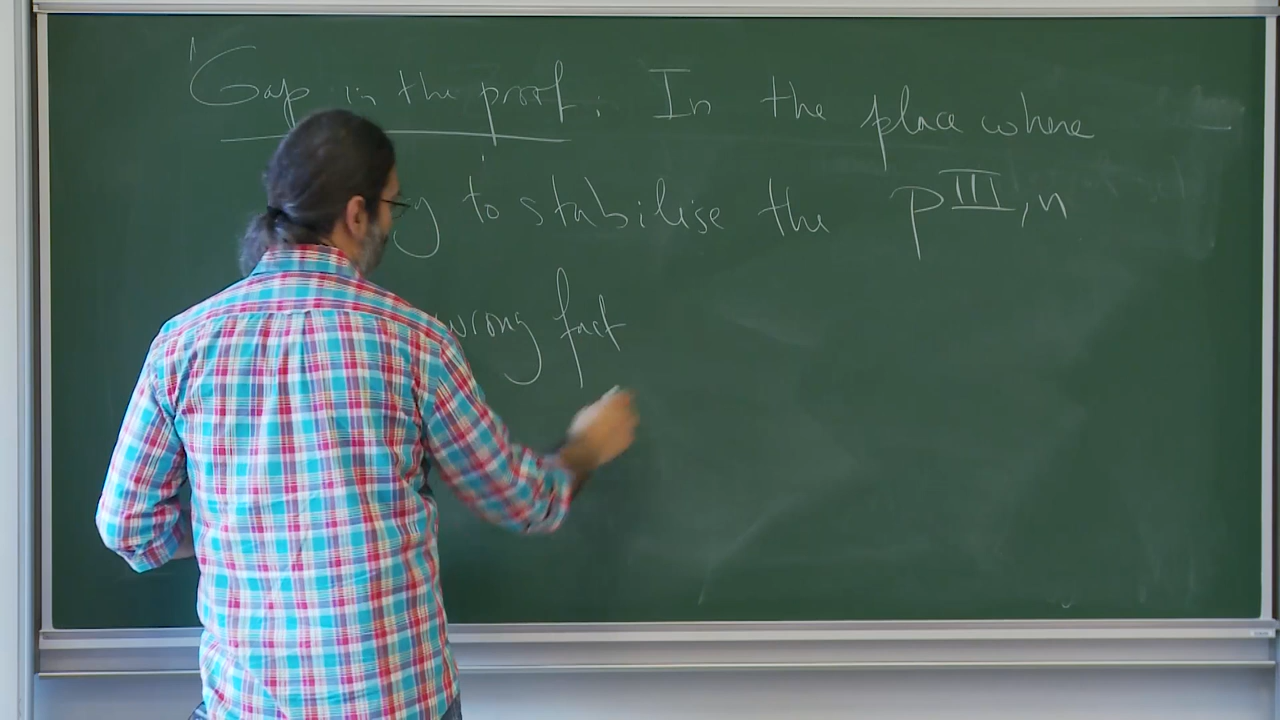 Gap in the proof: In the place where
to stabilise the P^III,n
wrong fact